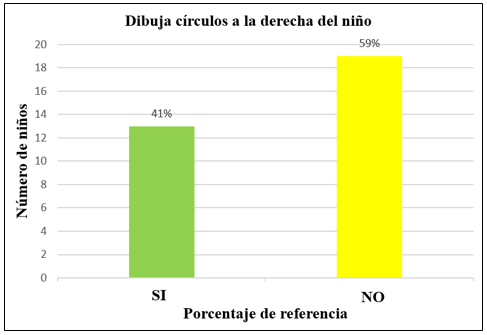 Dibuja círculos a la derecha del niño
Número de niños
20
18
16
14
12
10
8
6
4
2
0
41%
59%
SI
NO
Porcentaje de referencia